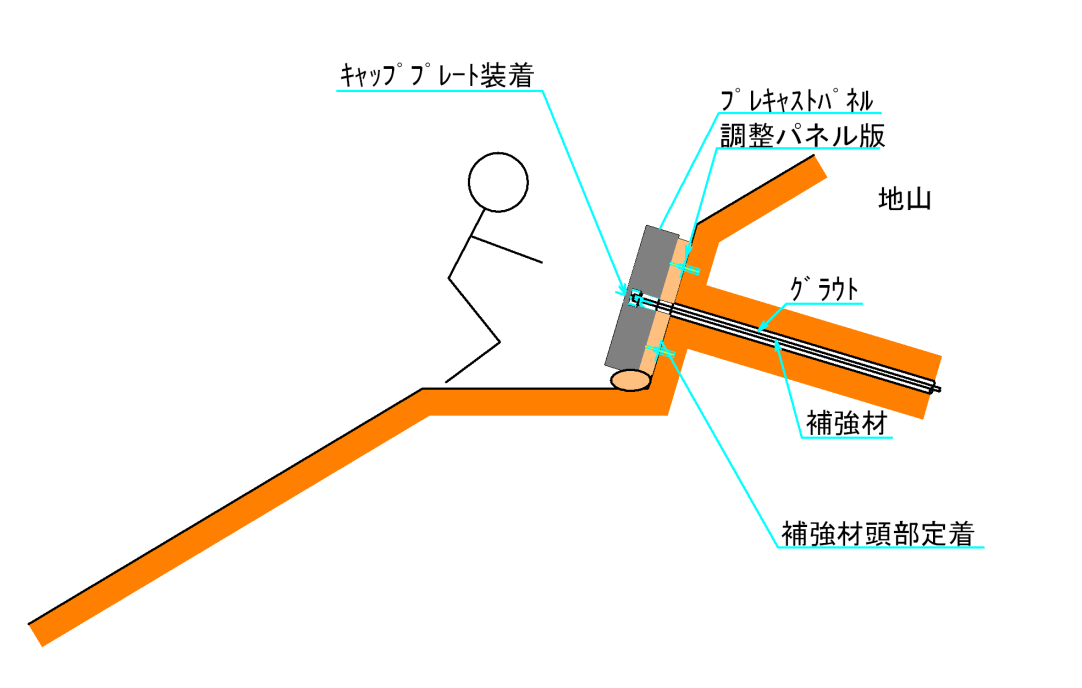 ｷｬｯﾌﾟﾌﾟﾚｰﾄ装着
ﾌﾟﾚｷｬｽﾄﾊﾟﾈﾙ
調整パネル版
地山
ｸﾞﾗｳﾄ
補強材
補強材頭部定着